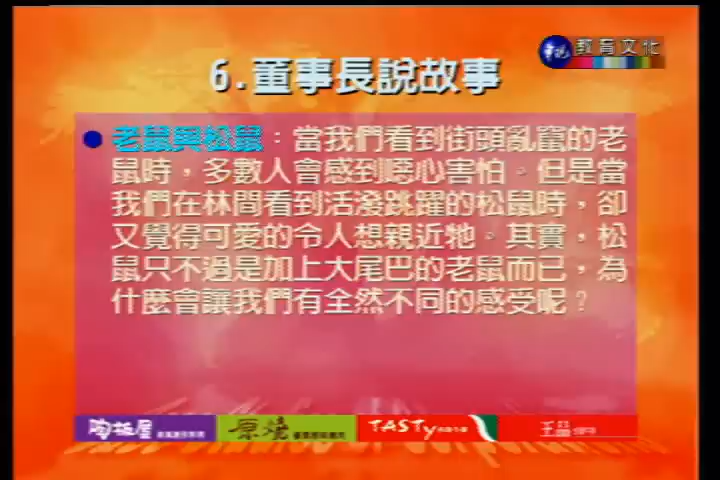 華視
教育文化
6.董事長說故事
老鼠與松鼠：當我們看到街頭亂竄的老
鼠時，多數人會感到噁心害怕。但是當
我們在林間看到活潑跳躍的松鼠時，卻
又覺得可愛的令人想親近牠。其實，松
鼠只不過是加上大尾巴的老鼠而已，為
什麼會讓我們有全然不同的感受呢？
陶板屋
原燒
TASTy
王品